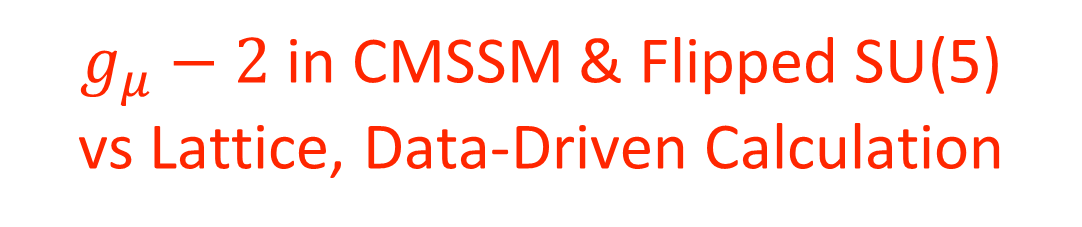 g_μ − 2 in CMSSM & Flipped SU(5)
vs Lattice, Data-Driven Calculation